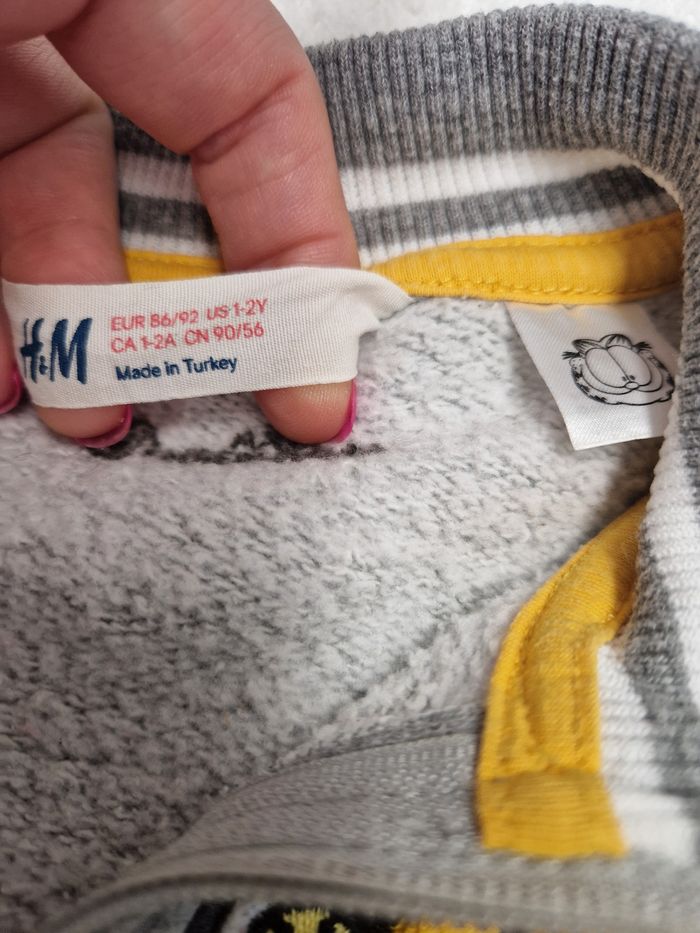 H&M
EUR 86/92 US 1-2Y
CA 1-2A CN 90/56
Made in Turkey